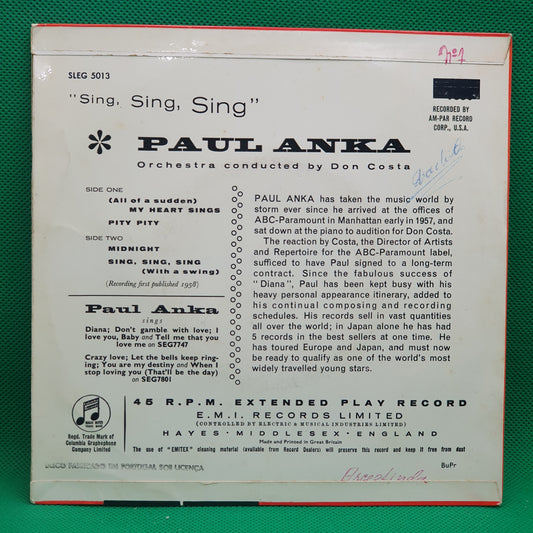 Nº 7
SLEG 5013
RECORDED BY
AM-PAR RECORD
CORP., U.S.A.
"Sing, Sing, Sing"
* PAUL ANKA
Orchestra conducted by Don Costa
SIDE ONE
(All of a sudden)
MY HEART SINGS
PITY PITY
SIDE TWO
MIDNIGHT
SING, SING, SING
(With a swing)
(Recording first published 1958)
Paul Anka
sings
Diana; Don't gamble with love; I
love you, Baby and Tell me that you
love me on SEG7747
Crazy love; Let the bells keep ring-
ing; You are my destiny and When I
stop loving you (That'll be the day)
on SEG7801
PAUL ANKA has taken the music world by
storm ever since he arrived at the offices of
ABC-Paramount in Manhattan early in 1957, and
sat down at the piano to audition for Don Costa.
The reaction by Costa, the Director of Artists
and Repertoire for the ABC-Paramount label,
sufficed to have Paul signed to a long-term
contract. Since the fabulous success of
"Diana", Paul has been kept busy with his
heavy personal appearance itinerary, added to
his continual composing and recording
schedules. His records sell in vast quantities
all over the world; in Japan alone he has had
5 records in the best sellers at one time. He
has toured Europe and Japan, and must now
be ready to qualify as one of the world's most
widely travelled young stars.
Regd. Trade Mark of
Columbia Graphophone
Company Limited
45 R.P.M. EXTENDED PLAY RECORD
E.M.I. RECORDS LIMITED
(CONTROLLED BY ELECTRIC & MUSICAL INDUSTRIES LIMITED)
HAYES · MIDDLESEX · ENGLAND
Made and Printed in Great Britain
The use of "EMITEX" cleaning material (available from Record Dealers) will preserve this record and keep it free from dust
DISCO FABRICADO EM PORTUGAL SOB LICENÇA
BuPr